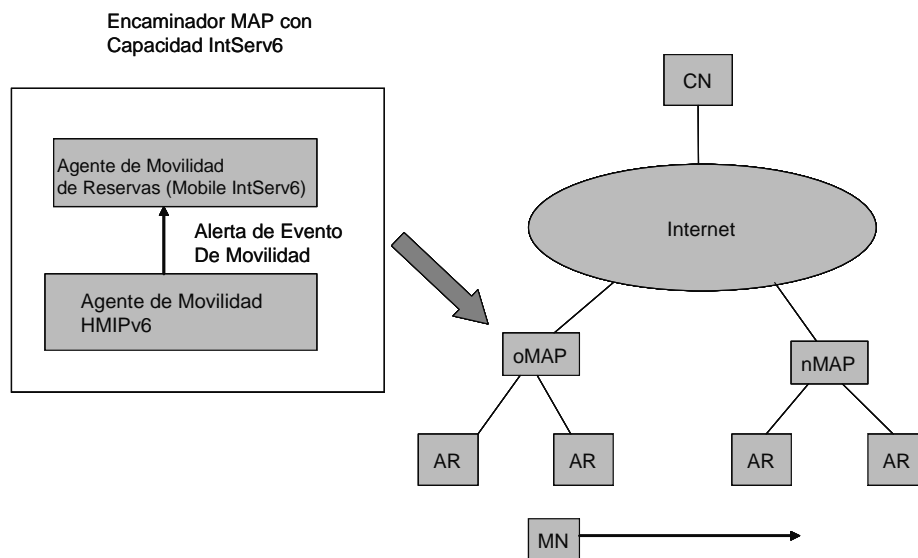 Encaminador MAP con
Capacidad IntServ6
Agente de Movilidad
de Reservas (Mobile IntServ6)
Alerta de Evento
De Movilidad
Agente de Movilidad
HMIPv6
CN
Internet
oMAP
nMAP
AR
AR
AR
AR
MN